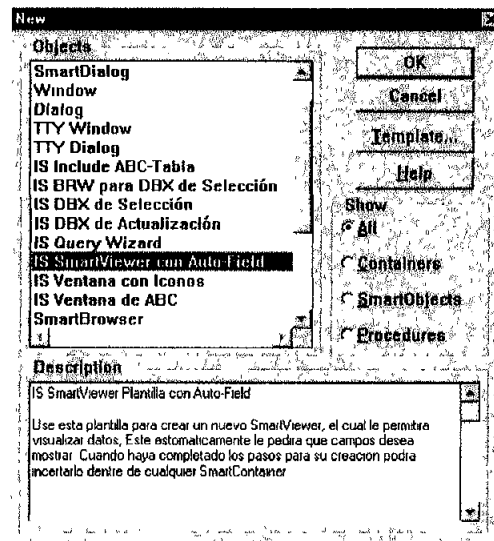 New
Objects
SmartDialog
Window
Dialog
TTY Window
TTY Dialog
IS Include ABC-Tabla
IS BRW para DBX de Selección
IS DBX de Selección
IS DBX de Actualización
IS Query Wizard
IS SmartViewer con Auto-Field
IS Ventana con Iconos
IS Ventana de ABC
SmartBrowser
OK
Cancel
Template...
Help
Show
All
Containers
SmartObjects
Procedures
Description
IS SmartViewer Plantilla con Auto-Field
Use esta plantilla para crear un nuevo SmartViewer, el cual le permitira
visualizar datos, Este astomaticamente le pedira que campos desea
mostrar. Cuando haya completado los pasos para su creacion podra
incertarlo dentre de cualquier SmartContainer